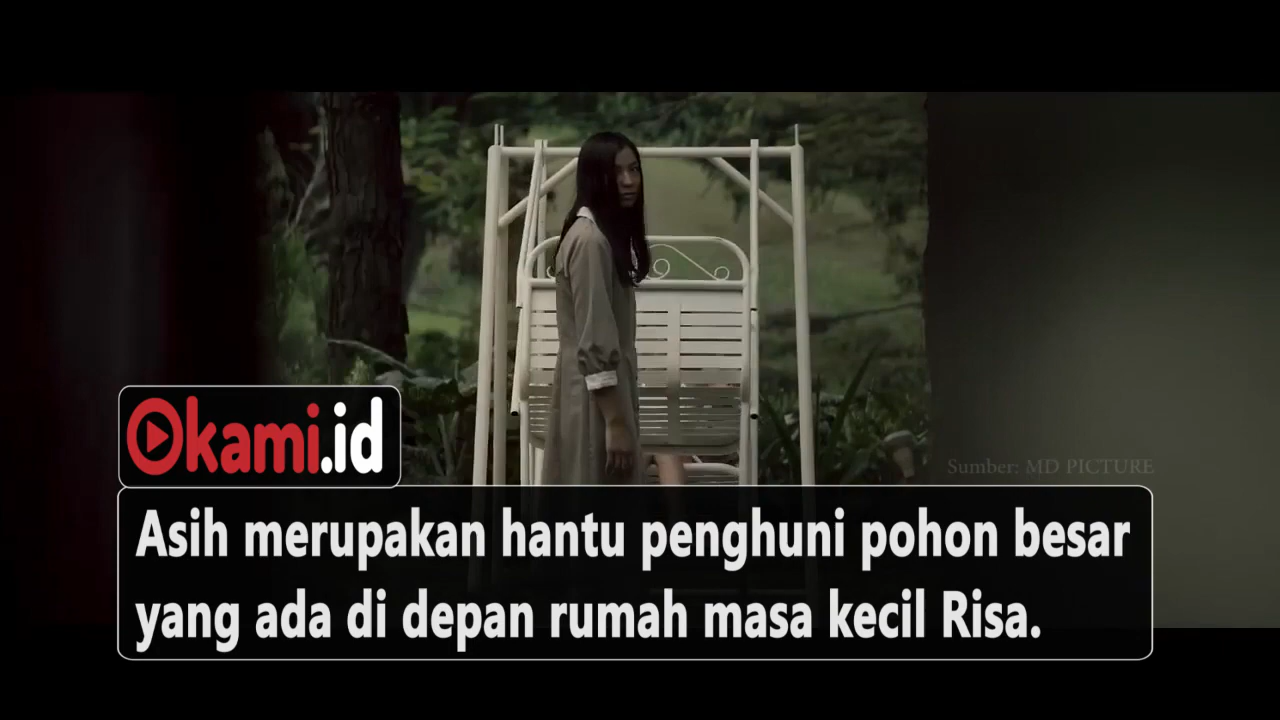 Okami.id
Sumber: MD PICTURE
Asih merupakan hantu penghuni pohon besar
yang ada di depan rumah masa kecil Risa.